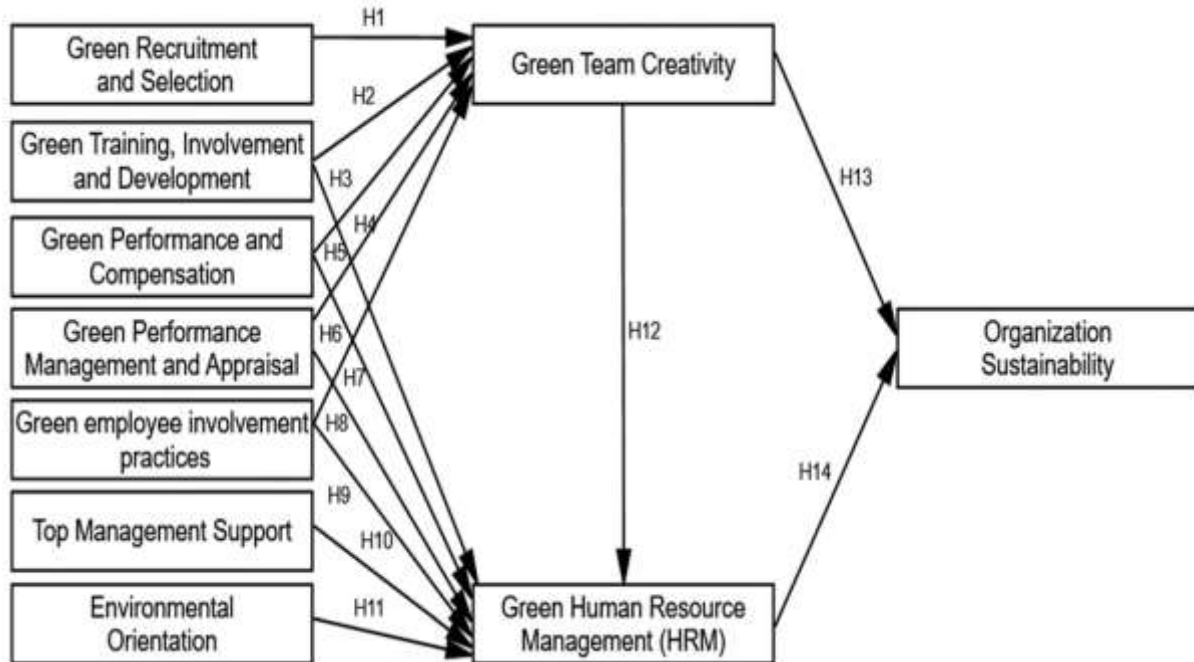 H1
Green Recruitment
and Selection
Green Team Creativity
H2
Green Training, Involvement
and Development
H3
H13
H4
Green Performance and
Compensation
H5
Green Performance
Management and Appraisal
H6
H12
Organization
Sustainability
H7
Green employee involvement
practices
H8
H14
H9
Top Management Support
H10
Environmental
Orientation
H11
Green Human Resource
Management (HRM)